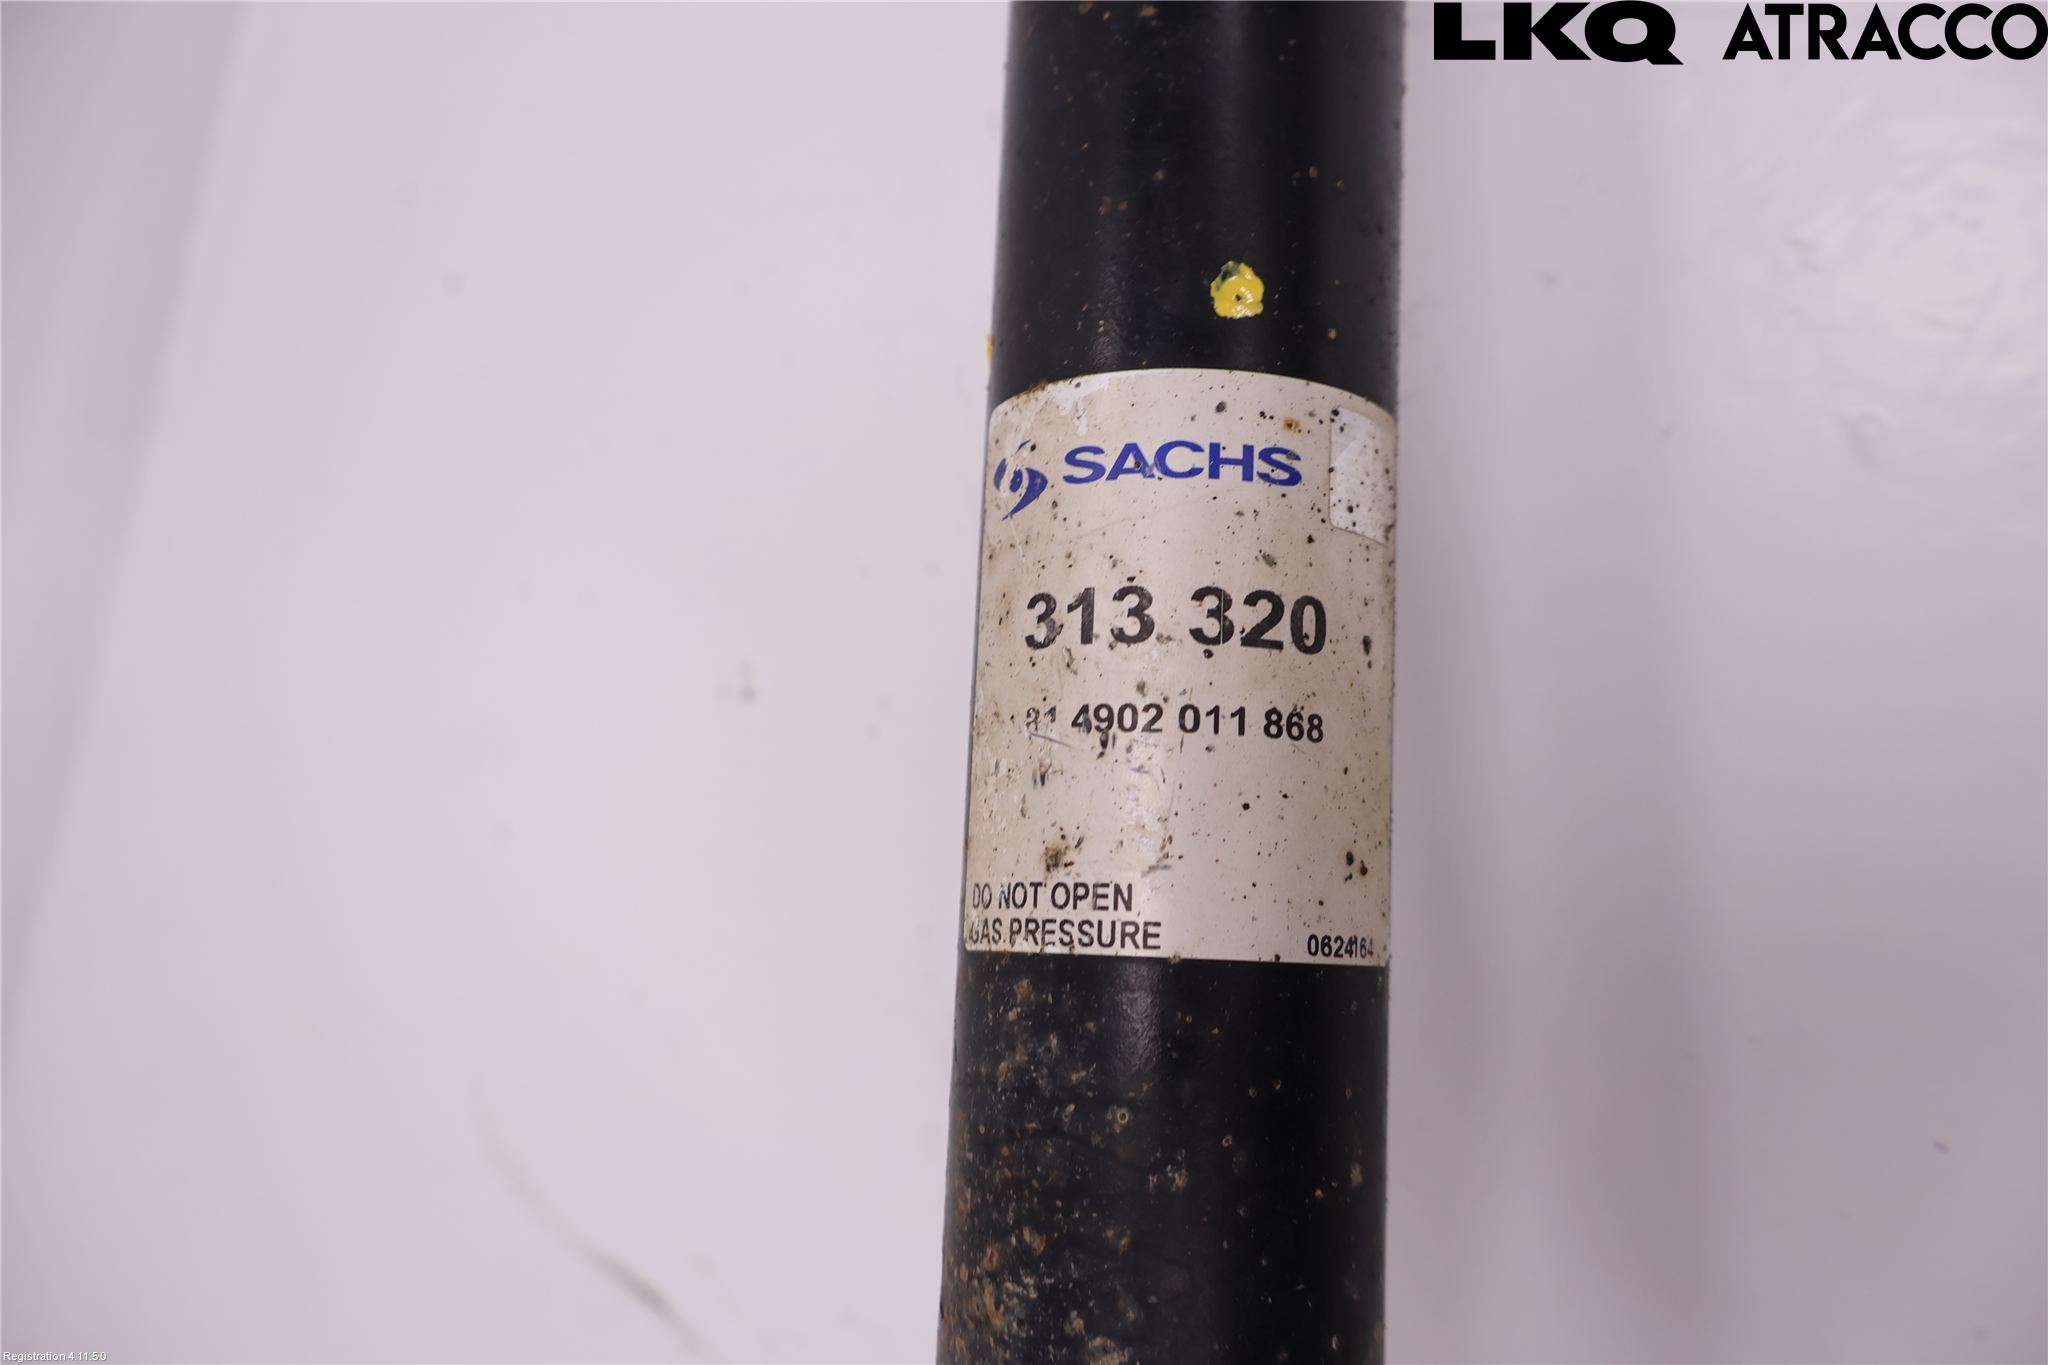 LKQ ATRACCO
SACHS
313 320
4902 011 868
DO NOT OPEN
GAS PRESSURE
0624164
Registration 4.11.5.0